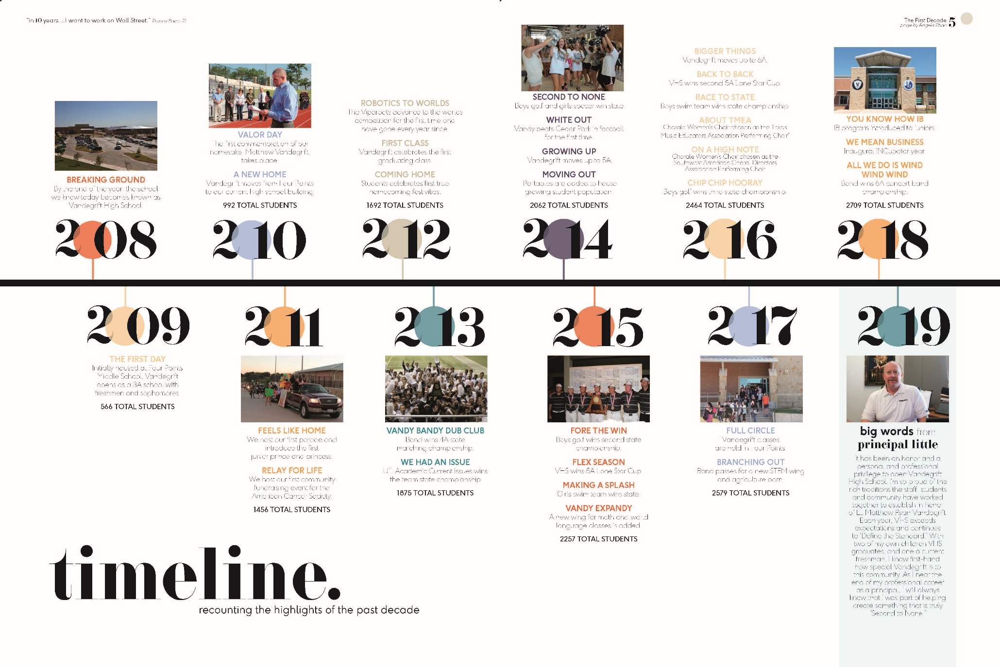 "in 10 years... I want to work on Wall Street." Pranav Batra, 12
The First Decade 5
page by Angela Phan
BREAKING GROUND
By the end of the year, the school
we know today becomes known as
Vandegrift High School.
2008
VALOR DAY
The first commemoration of our
namesake, Matthew Vandegrift,
takes place.
A NEW HOME
Vandegrift moves from Four Points
to our current high school building.
992 TOTAL STUDENTS
2010
ROBOTICS TO WORLDS
The Viperbots advance to the worlds
competition for the first time and
have gone every year since.
FIRST CLASS
Vandegrift celebrates the first
graduating class.
COMING HOME
Students celebrates first true
homecoming festivities.
1692 TOTAL STUDENTS
2012
SECOND TO NONE
Boys golf and girls soccer win state.
WHITE OUT
Vandy beats Cedar Park in football
for the first time.
GROWING UP
Vandegrift moves up to 5A.
MOVING OUT
Portables are added to house
growing student population.
2062 TOTAL STUDENTS
2014
BIGGER THINGS
Vandegrift moves up to 6A.
BACK TO BACK
VHS wins second 5A Lone Star Cup.
RACE TO STATE
Boys swim team wins state championship.
ABOUT TMEA
Chorale Women's Choir chosen as the Texas
Music Educators Association Performing Choir
ON A HIGH NOTE
Chorale Women's Choir chosen as the
Southwest American Choral Directors
Association Performing Choir
CHIP CHIP HOORAY
Boys golf wins third state championship.
2464 TOTAL STUDENTS
2016
YOU KNOW HOW IB
IB program introduced to juniors.
WE MEAN BUSINESS
Inaugural INCubator year.
ALL WE DO IS WIND
WIND WIND
Band wins 6A concert band
championship.
2709 TOTAL STUDENTS
2018
2009
THE FIRST DAY
Initially housed at Four Points
Middle School, Vandegrift
opens as a 3A school with
freshmen and sophomores.
566 TOTAL STUDENTS
2011
FEELS LIKE HOME
We host our first parade and
introduce the first
junior prince and princess.
RELAY FOR LIFE
We host our first community
fundraising event for the
American Cancer Society.
1456 TOTAL STUDENTS
2013
VANDY BANDY DUB CLUB
Band wins 4A state
marching championship.
WE HAD AN ISSUE
UIL Academic Current Issues wins
the team state championship.
1875 TOTAL STUDENTS
2015
FORE THE WIN
Boys golf wins second state
championship.
FLEX SEASON
VHS wins 5A Lone Star Cup.
MAKING A SPLASH
Girls swim team wins state.
VANDY EXPANDY
A new wing for math and world
language classes is added.
2257 TOTAL STUDENTS
2017
FULL CIRCLE
Vandegrift classes
are held in Four Points.
BRANCHING OUT
Bond passes for a new STEM wing
and agriculture barn.
2579 TOTAL STUDENTS
2019
big words from
principal little
It has been an honor and a
personal and professional
privilege to open Vandegrift
High School. I'm so proud of the
rich traditions the staff, students
and community have worked
together to establish in honor
of Lt. Matthew Ryan Vandegrift.
Each year, VHS exceeds
expectations and continues
to "Define the Standard." With
two of my own children VHS
graduates, and one a current
freshman, I know first-hand
how special Vandegrift is to
this community. As I near the
end of my professional career
as a principal, I will always
know that I was part of helping
create something that is truly
"Second to None."
timeline.
recounting the highlights of the past decade